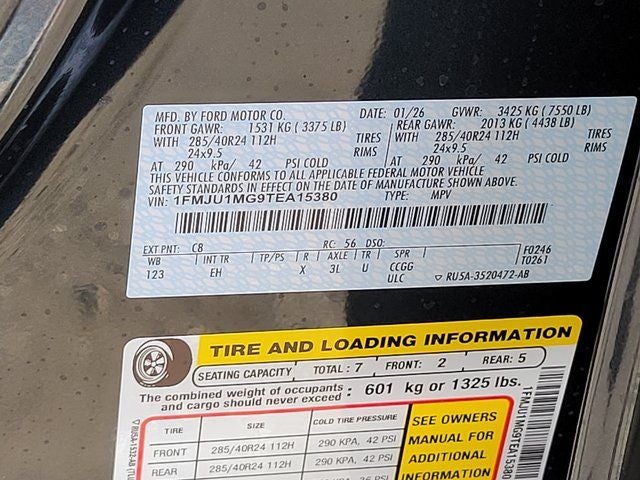 MFD. BY FORD MOTOR CO. DATE: 01/26 GVWR: 3425 KG (7550 LB)
FRONT GAWR: 1531 KG (3375 LB) REAR GAWR: 2013 KG (4438 LB)
WITH 285/40R24 112H TIRES WITH 285/40R24 112H TIRES
24x9.5 RIMS 24x9.5 RIMS
AT 290 kPa/ 42 PSI COLD AT 290 kPa/ 42 PSI COLD
THIS VEHICLE CONFORMS TO ALL APPLICABLE FEDERAL MOTOR VEHICLE
SAFETY STANDARDS IN EFFECT ON THE DATE OF MANUFACTURE SHOWN ABOVE.
VIN: 1FMJU1MG9TEA15380 TYPE: MPV
EXT PNT: C8 RC: 56 DSO:
WB INT TR TP/PS R AXLE TR SPR F0246
123 EH X 3L U CCGG T0261
ULC ▽ RU5A-3520472-AB
TIRE AND LOADING INFORMATION
SEATING CAPACITY TOTAL : 7 FRONT: 2 REAR: 5
The combined weight of occupants
and cargo should never exceed : 601 kg or 1325 lbs.
TIRE SIZE COLD TIRE PRESSURE
FRONT 285/40R24 112H 290 KPA, 42 PSI
REAR 285/40R24 112H 290 KPA, 42 PSI
SEE OWNERS
MANUAL FOR
ADDITIONAL
INFORMATION
1FMJU1MG9TEA15380